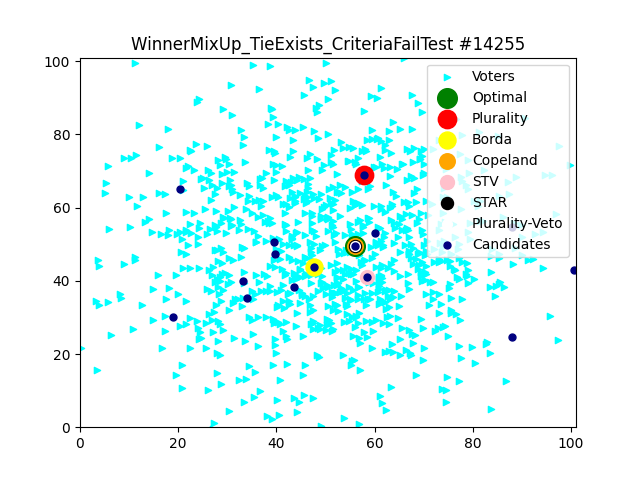 WinnerMixUp_TieExists_CriteriaFailTest #14255
100
80
60
40
20
0
0 20 40 60 80 100
Voters
Optimal
Plurality
Borda
Copeland
STV
STAR
Plurality-Veto
Candidates